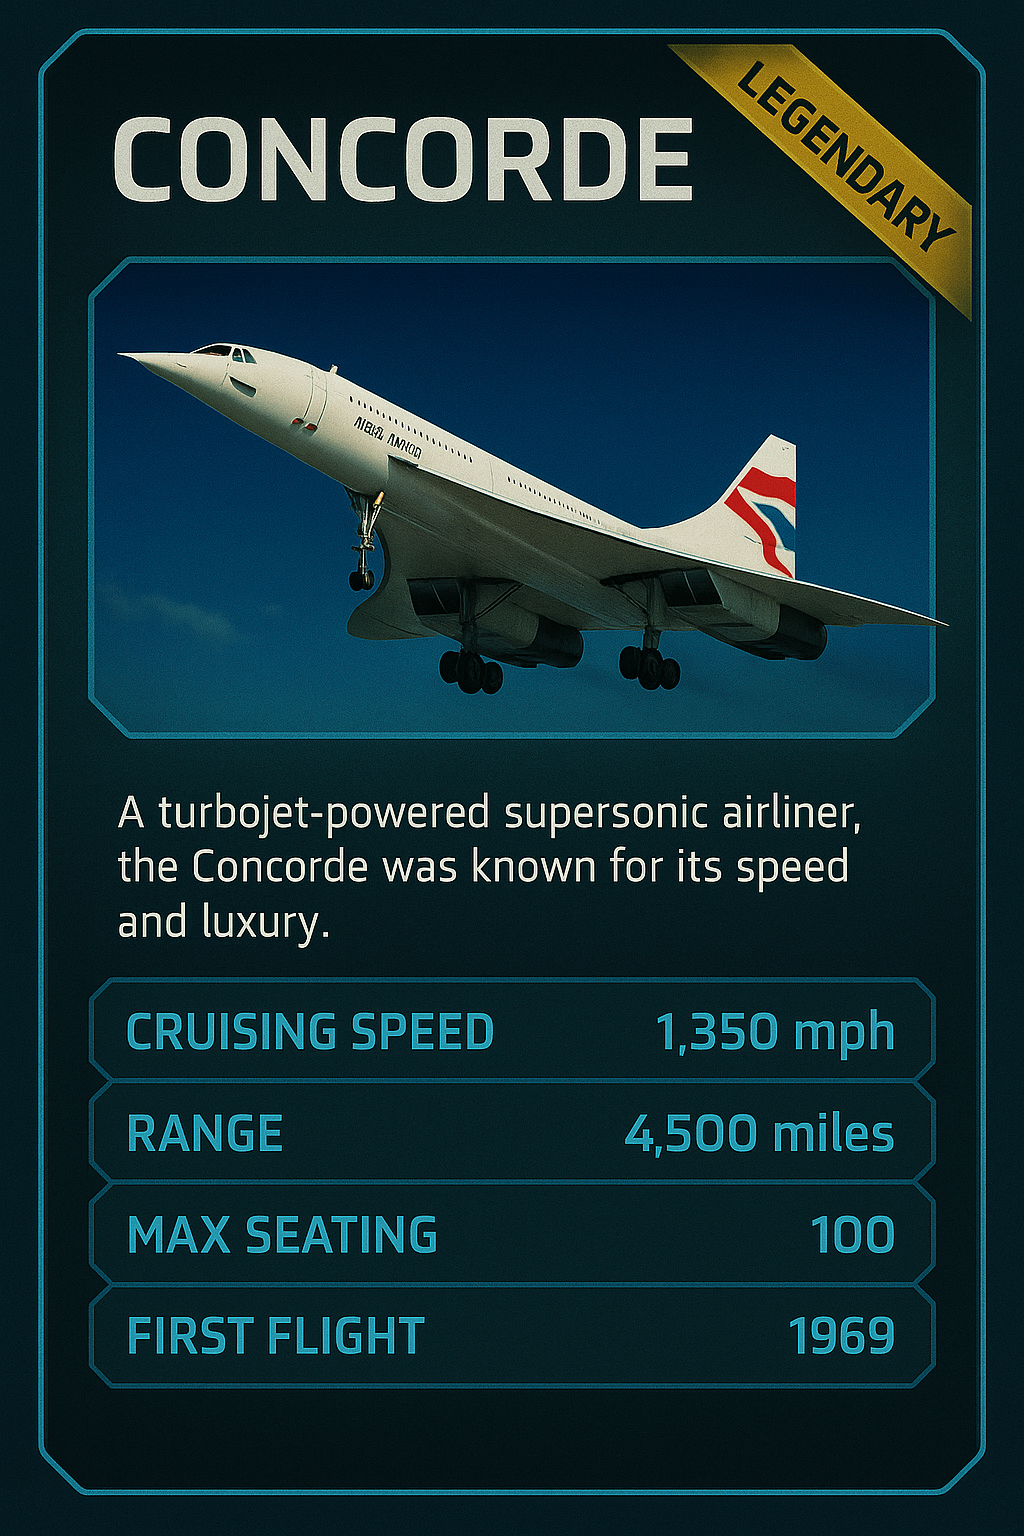 CONCORDE
LEGENDARY
A turbojet-powered supersonic airliner,
the Concorde was known for its speed
and luxury.
CRUISING SPEED 1,350 mph
RANGE 4,500 miles
MAX SEATING 100
FIRST FLIGHT 1969